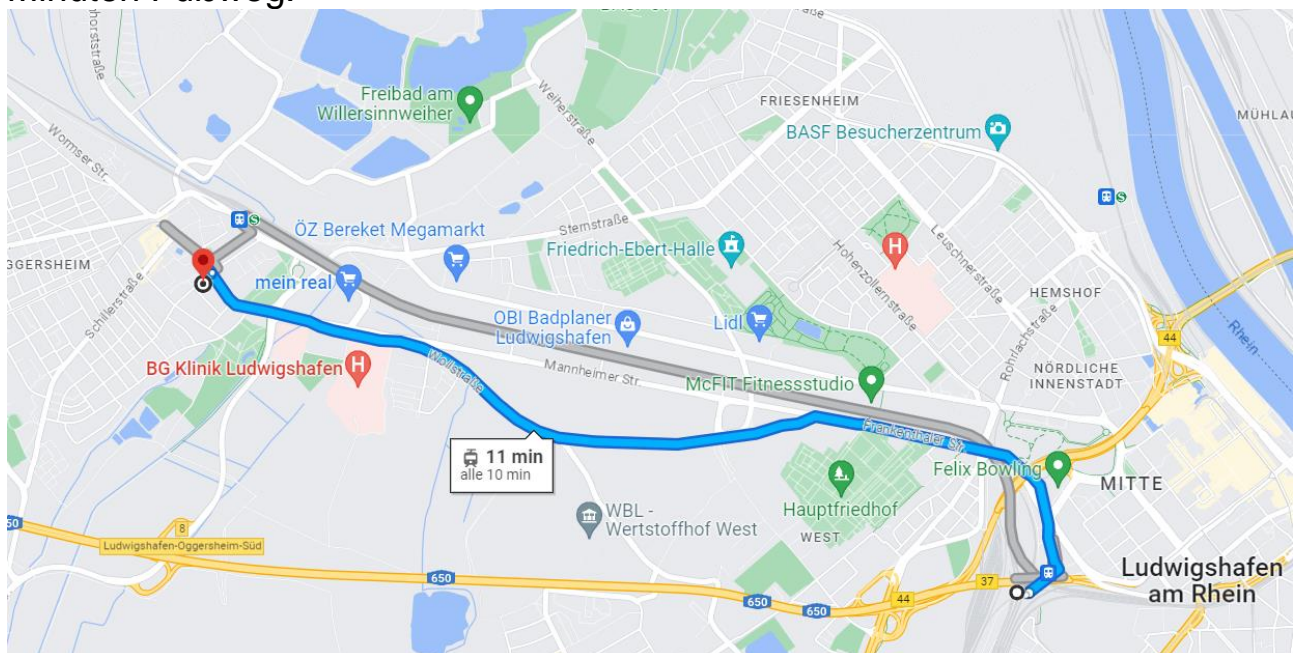 Freibad am
Willersinnweiher
Weiherstraße
FRIESENHEIM
BASF Besucherzentrum
MÜHLAU
Wormser Str.
Sternstraße
ÖZ Bereket Megamarkt
Friedrich-Ebert-Halle
Hohenzollernstraße
Leuschnerstraße
H
S
S
GGERSHEIM
Schillerstraße
mein real
OBI Badplaner
Ludwigshafen
Lidl
HEMSHOF
Rohrlachstraße
Rhein
44
BG Klinik Ludwigshafen
H
Wollstraße
Mannheimer Str.
McFIT Fitnessstudio
NÖRDLICHE
INNENSTADT
Frankenthaler Str.
11 min
alle 10 min
Felix Bowling
MITTE
Hauptfriedhof
WBL -
Wertstoffhof West
WEST
50
8
Ludwigshafen-Oggersheim-Süd
650
650
44
650
37
Ludwigshafen
am Rhein